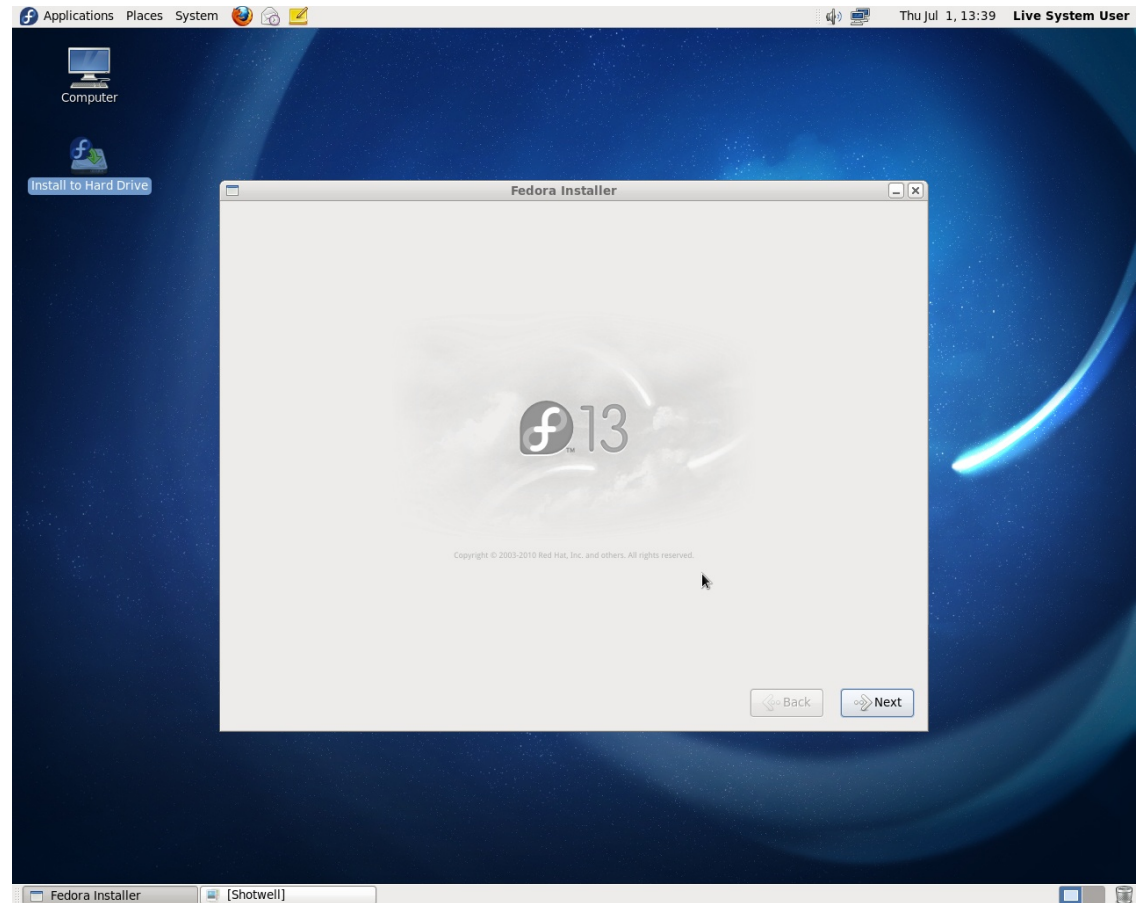 Applications Places System Thu Jul 1, 13:39 Live System User
Computer
Install to Hard Drive
Fedora Installer
13
TM
Copyright © 2003-2010 Red Hat, Inc. and others. All rights reserved.
Back Next
Fedora Installer [Shotwell]